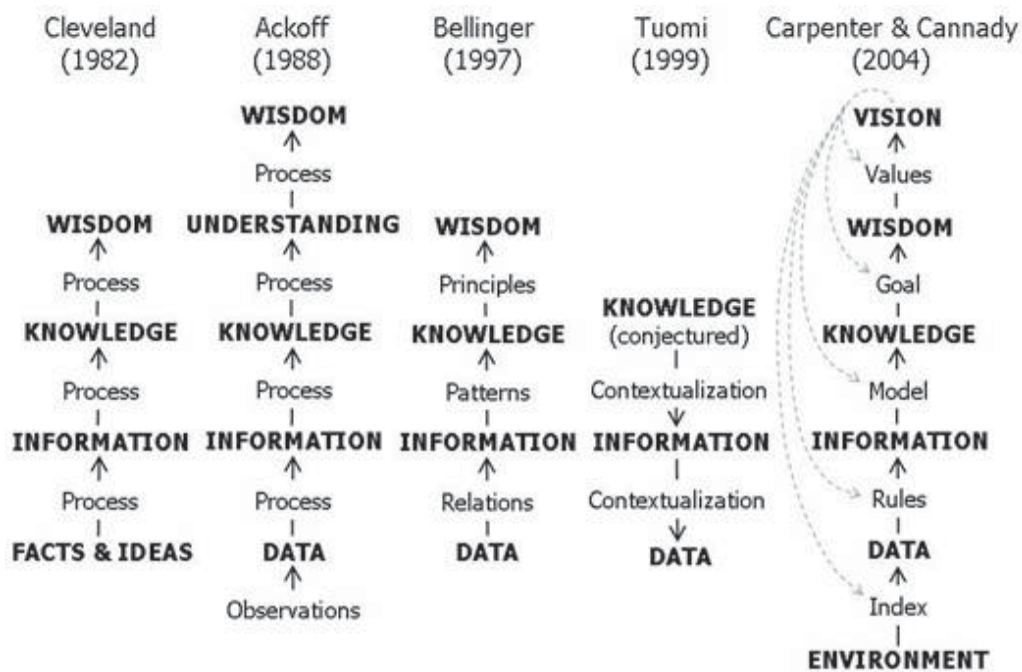 Cleveland
(1982)
WISDOM
Process
KNOWLEDGE
Process
INFORMATION
Process
FACTS & IDEAS
Ackoff
(1988)
WISDOM
Process
UNDERSTANDING
Process
KNOWLEDGE
Process
INFORMATION
Process
DATA
Observations
Bellinger
(1997)
WISDOM
Principles
KNOWLEDGE
Patterns
INFORMATION
Relations
DATA
Tuomi
(1999)
KNOWLEDGE
(conjectured)
Contextualization
INFORMATION
Contextualization
DATA
Carpenter & Cannady
(2004)
VISION
Values
WISDOM
Goal
KNOWLEDGE
Model
INFORMATION
Rules
DATA
Index
ENVIRONMENT